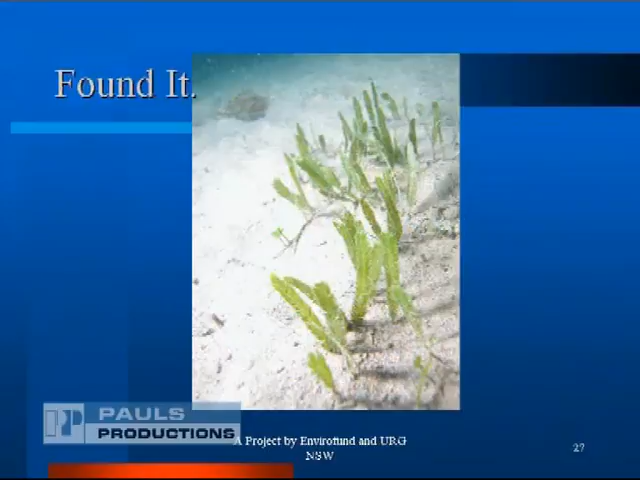 Found It.
PAULS
PRODUCTIONS
A Project by Envirofund and URG
NSW
27